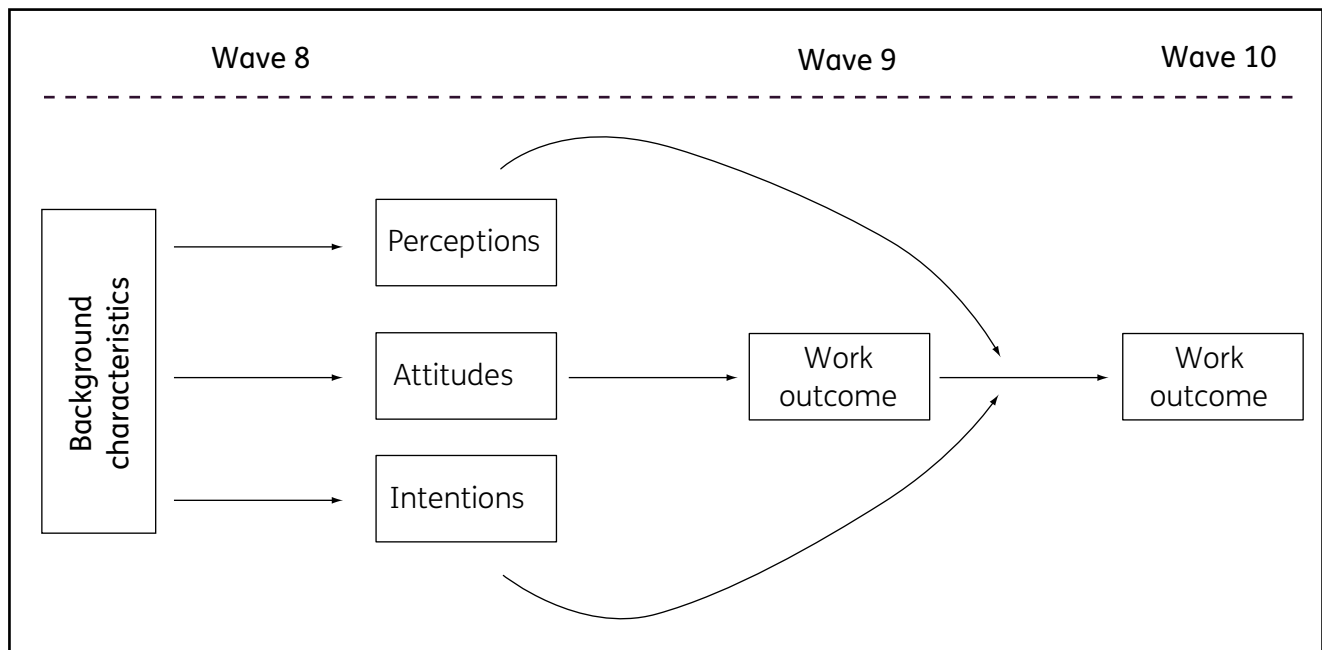 Wave 8
Wave 9
Wave 10
Background
characteristics
Perceptions
Attitudes
Intentions
Work
outcome
Work
outcome